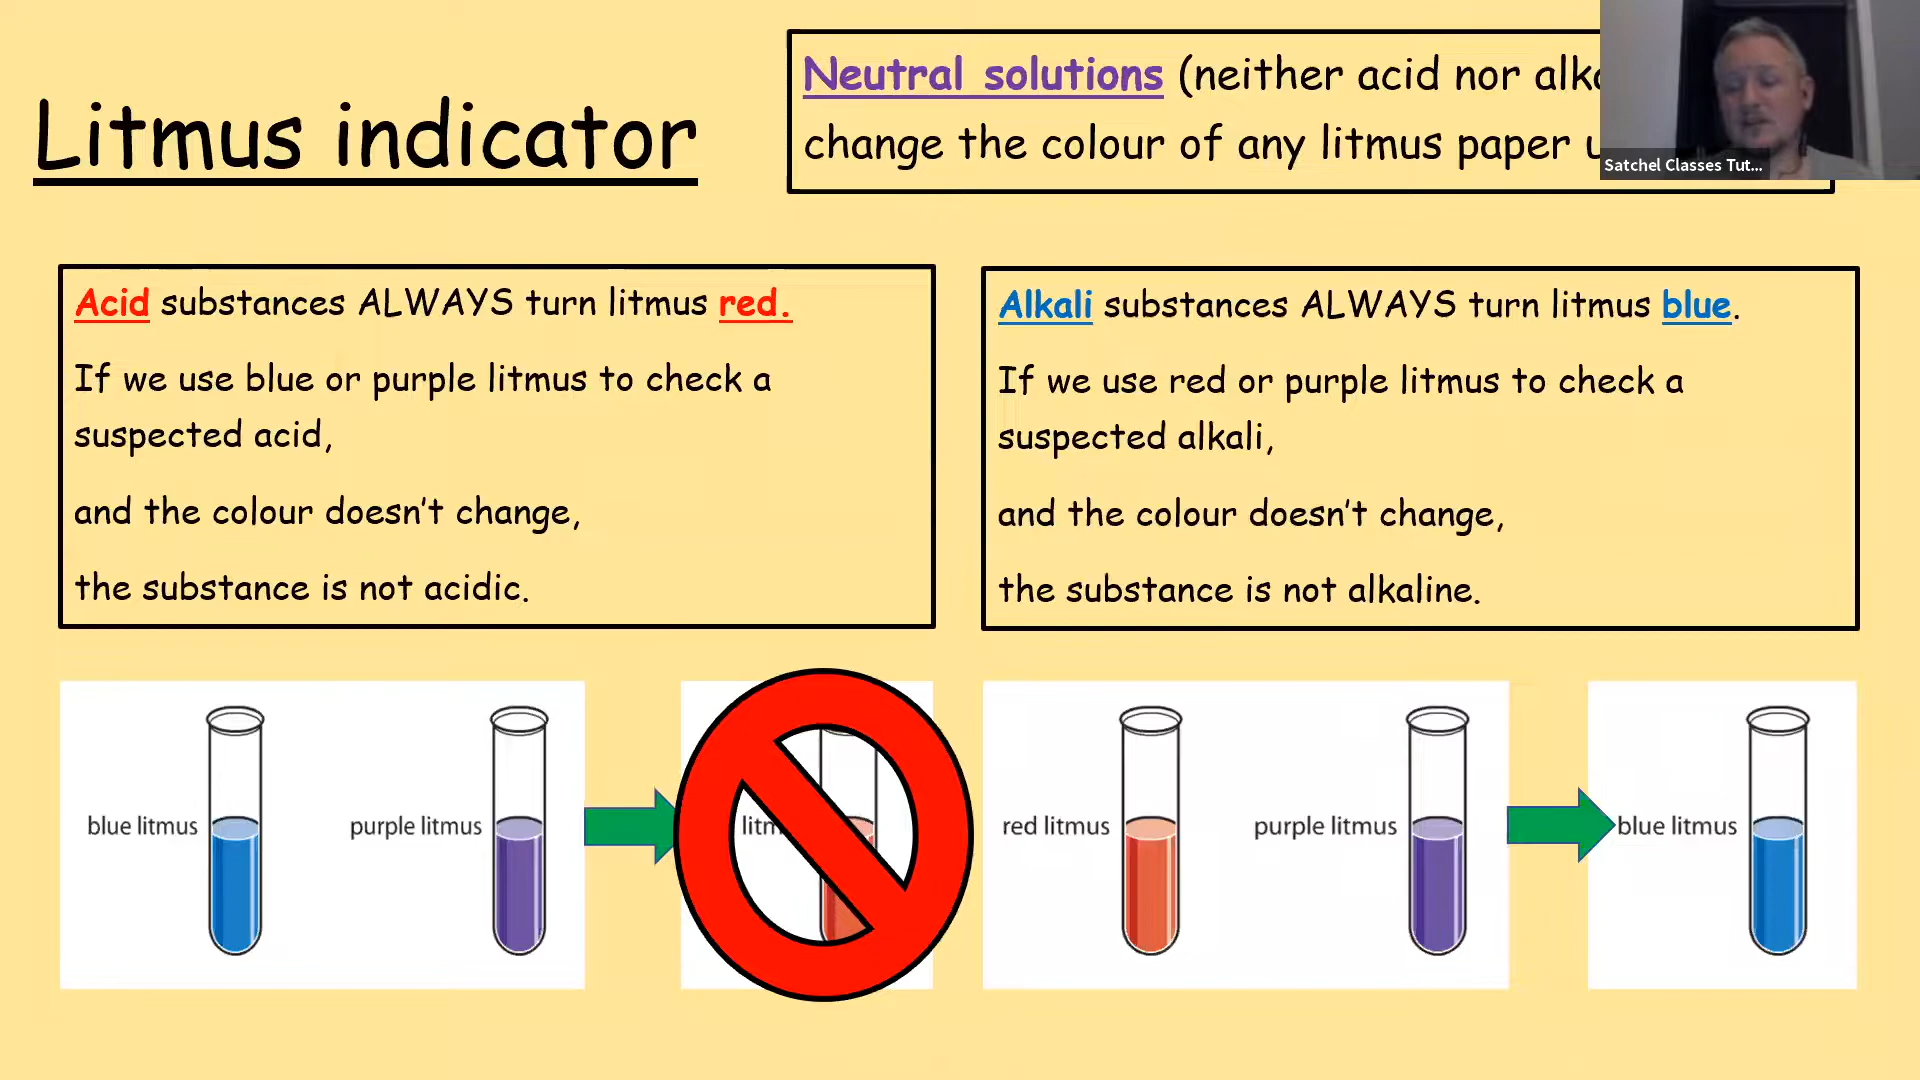 Litmus indicator
Neutral solutions (neither acid nor
change the colour of any litmus paper
Satchel Classes Tut...
Acid substances ALWAYS turn litmus red.
If we use blue or purple litmus to check a
suspected acid,
and the colour doesn't change,
the substance is not acidic.
Alkali substances ALWAYS turn litmus blue.
If we use red or purple litmus to check a
suspected alkali,
and the colour doesn't change,
the substance is not alkaline.
blue litmus
purple litmus
red litmus
purple litmus
blue litmus